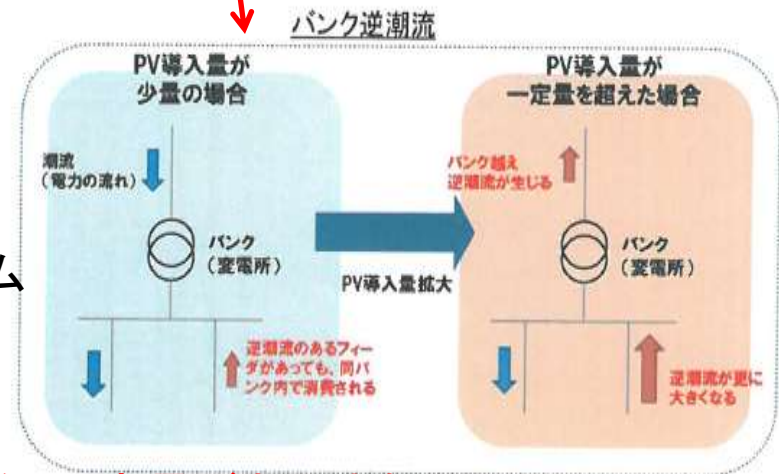 バンク逆潮流
PV導入量が
少量の場合
潮流
(電力の流れ)
バンク
(変電所)
逆潮流のあるフィー
ダがあっても、同バ
ンク内で消費される
PV導入量拡大
PV導入量が
一定量を超えた場合
バンク越え
逆潮流が生じる
バンク
(変電所)
逆潮流が更に
大きくなる
ム